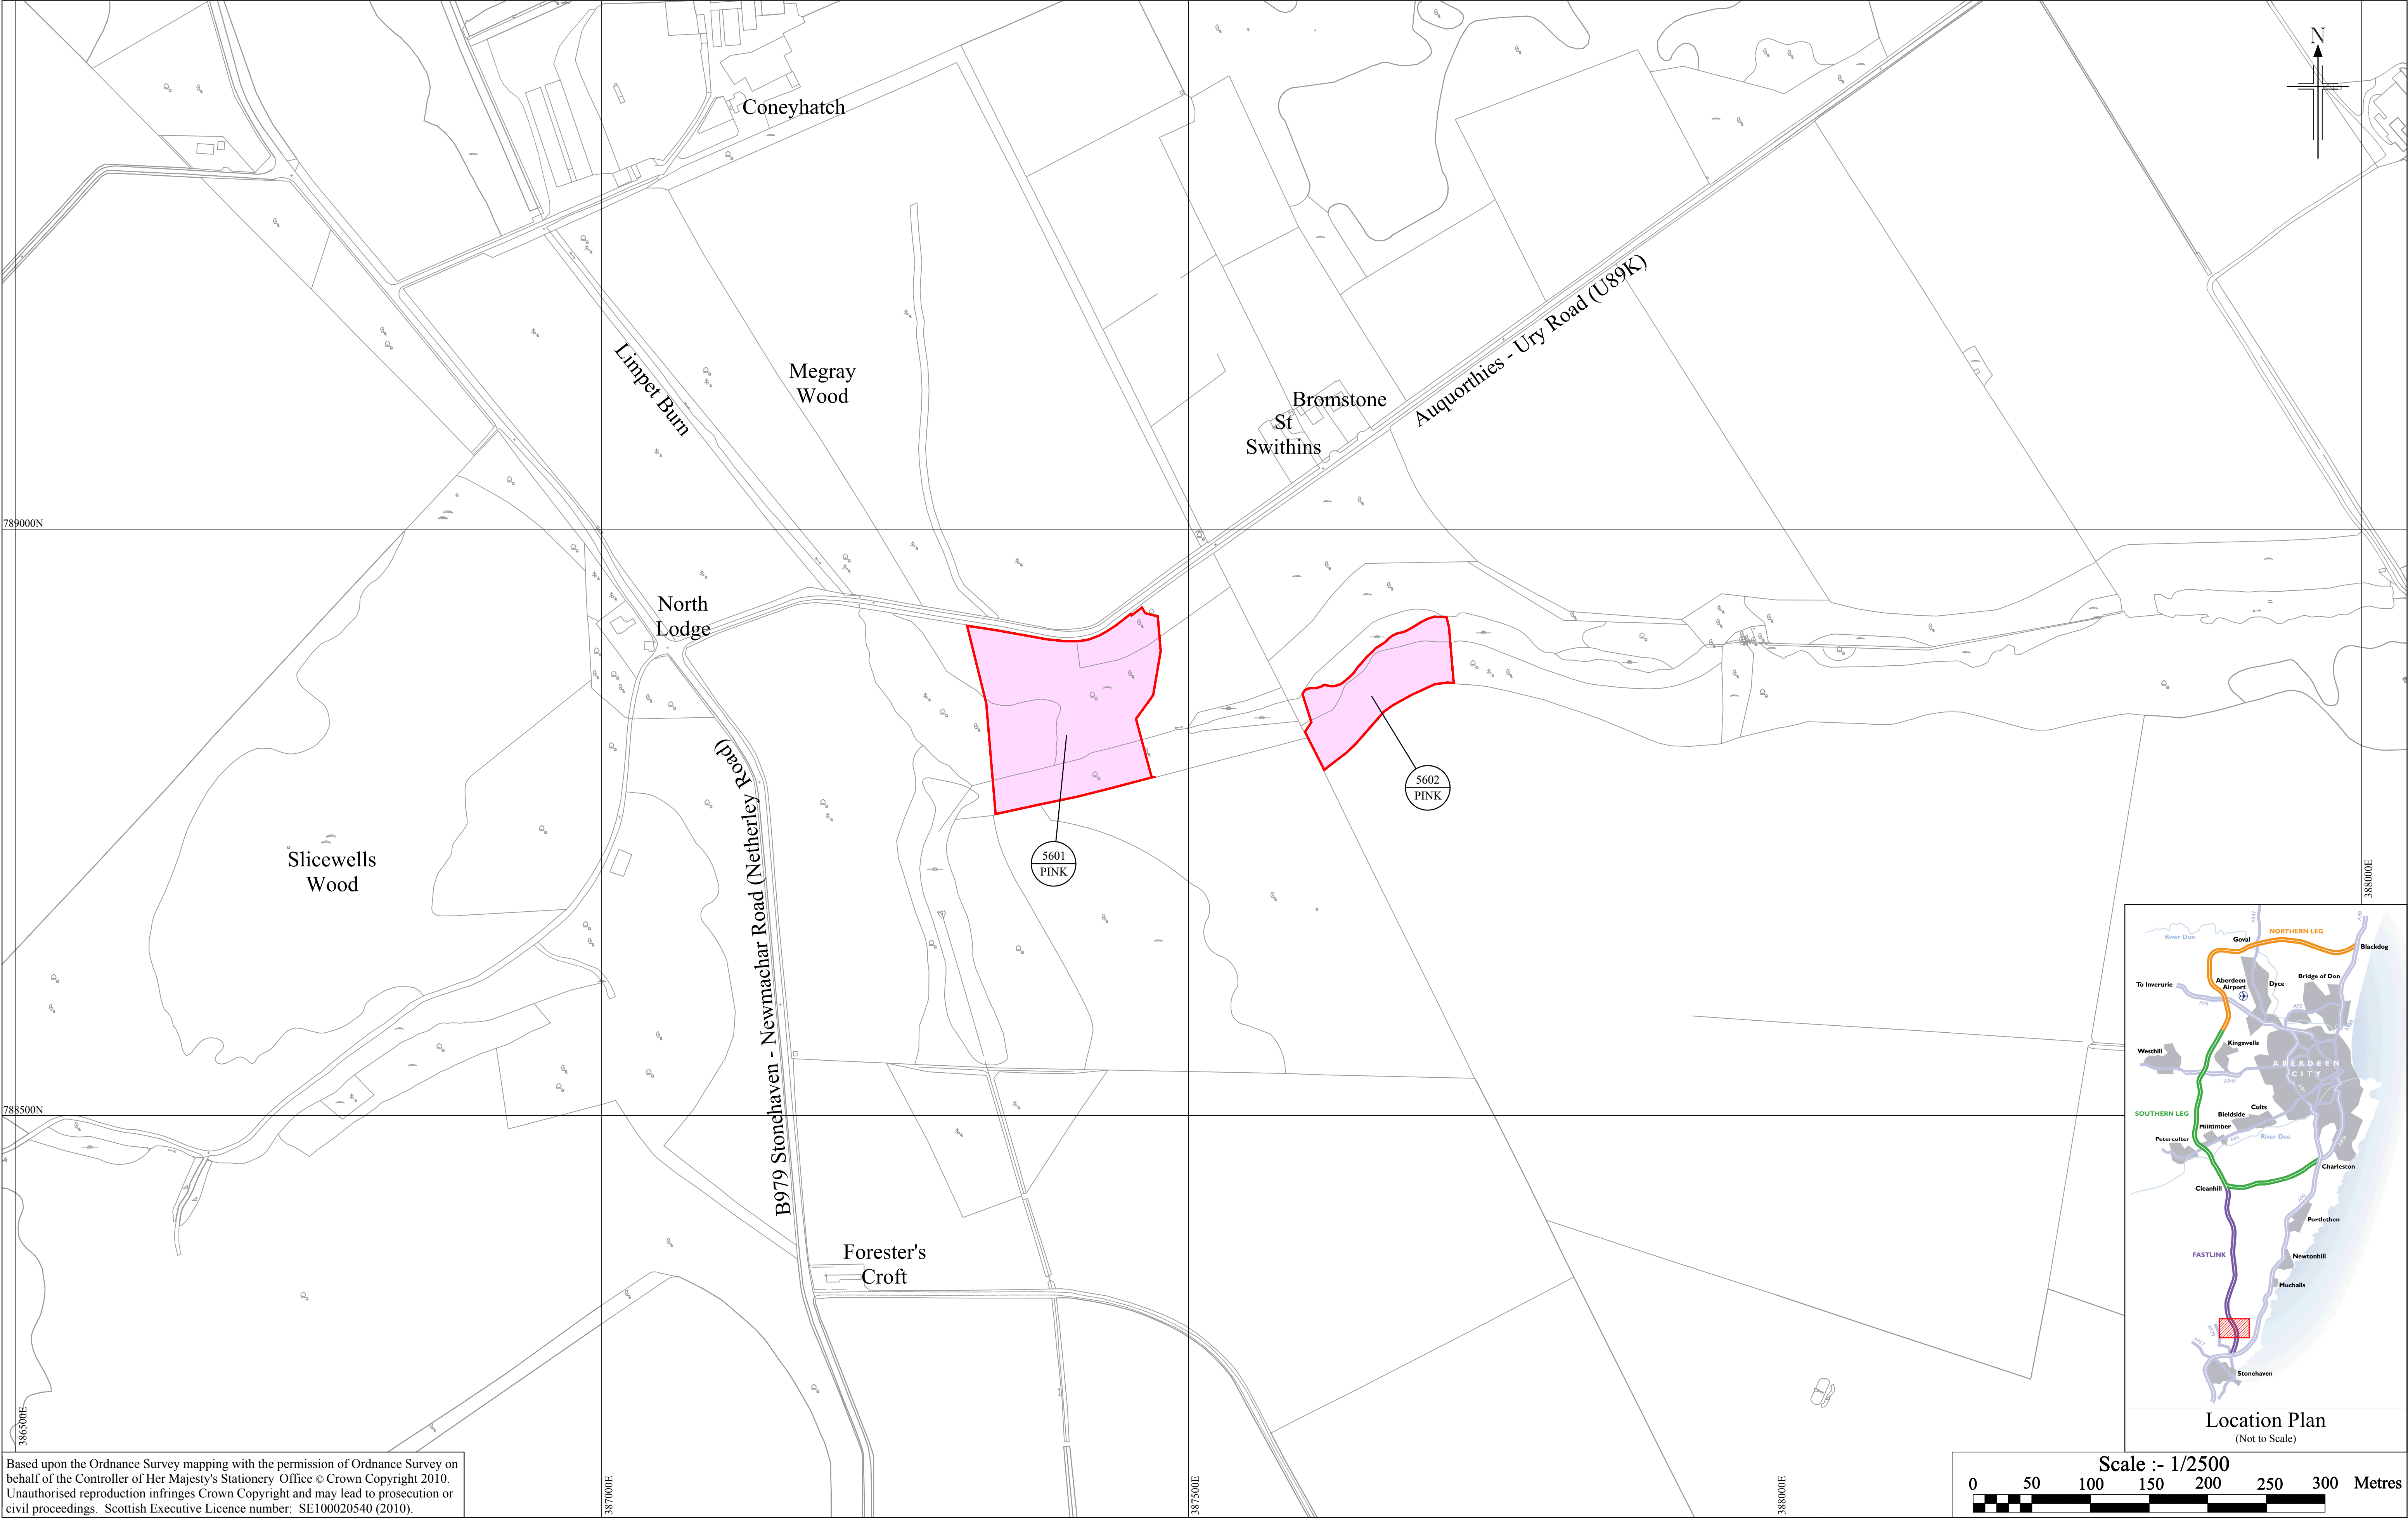 N
Coneyhatch
Limpet Burn
Megray
Wood
Bromstone
St
Swithins
Auquorthies - Ury Road (U89K)
789000N
North
Lodge
5601
PINK
5602
PINK
B979 Stonehaven - Newmachar Road (Netherley Road)
Slicewells
Wood
388000E
788500N
Forester's
Croft
386500E
387000E
387500E
388000E
River Don
Goval
NORTHERN LEG
A947
A90
Blackdog
Aberdeen
Airport
Dyce
Bridge of Don
To Inverurie
A96
Kingswells
Westhill
ABERDEEN
CITY
A944
SOUTHERN LEG
Cults
Bieldside
Milltimber
Peterculter
River Dee
Charleston
Cleanhill
Portlethen
FASTLINK
Newtonhill
Muchalls
A957
Stonehaven
Location Plan
(Not to Scale)
Based upon the Ordnance Survey mapping with the permission of Ordnance Survey on
behalf of the Controller of Her Majesty's Stationery Office © Crown Copyright 2010.
Unauthorised reproduction infringes Crown Copyright and may lead to prosecution or
civil proceedings. Scottish Executive Licence number: SE100020540 (2010).
Scale :- 1/2500
0 50 100 150 200 250 300 Metres